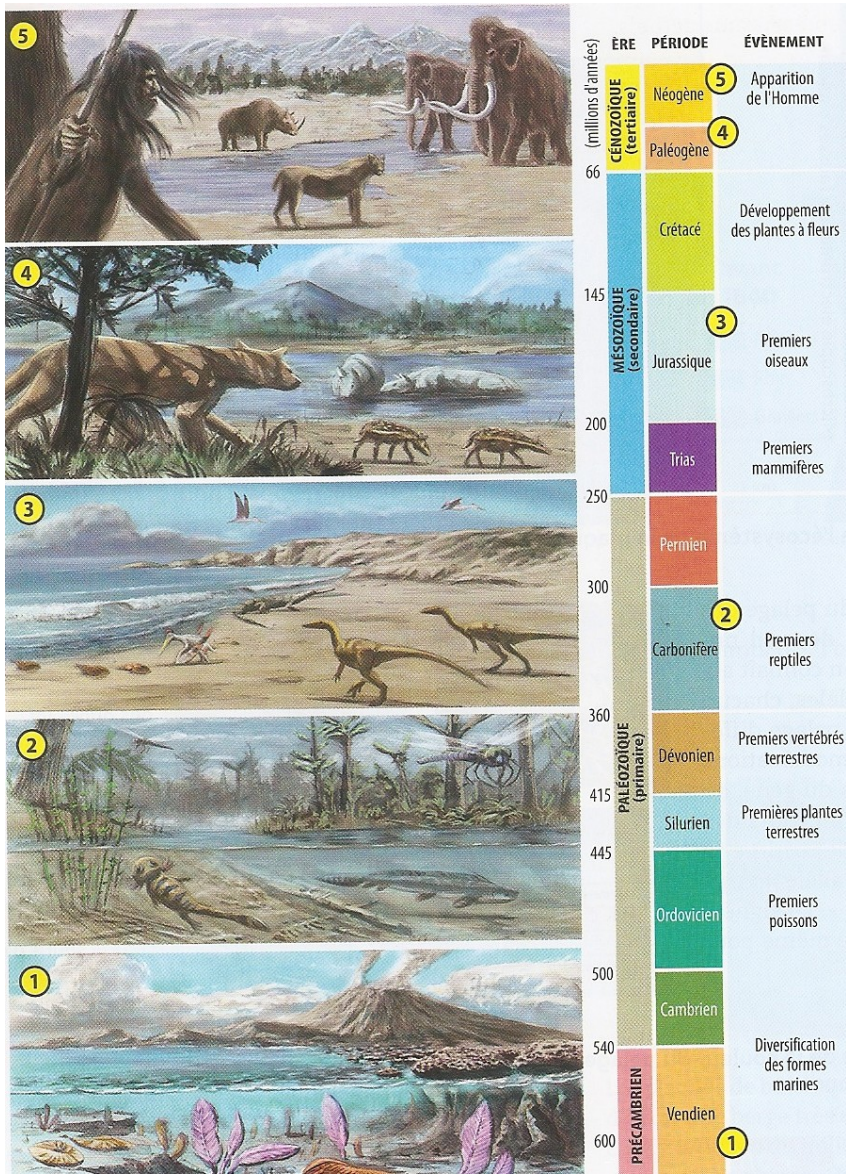 5
4
3
2
1
(millions d'années)
ÈRE PÉRIODE ÉVÈNEMENT
CÉNOZOÏQUE
(tertiaire)
Néogène
5
Apparition
de l'Homme
Paléogène
4
66
MÉSOZOÏQUE
(secondaire)
Crétacé
Développement
des plantes à fleurs
145
3
Jurassique
Premiers
oiseaux
200
Trias
Premiers
mammifères
250
PALÉOZOÏQUE
(primaire)
Permien
300
2
Carbonifère
Premiers
reptiles
360
Dévonien
Premiers vertébrés
terrestres
415
Silurien
Premières plantes
terrestres
445
Ordovicien
Premiers
poissons
500
Cambrien
540
Diversification
des formes
marines
PRÉCAMBRIEN
Vendien
600
1